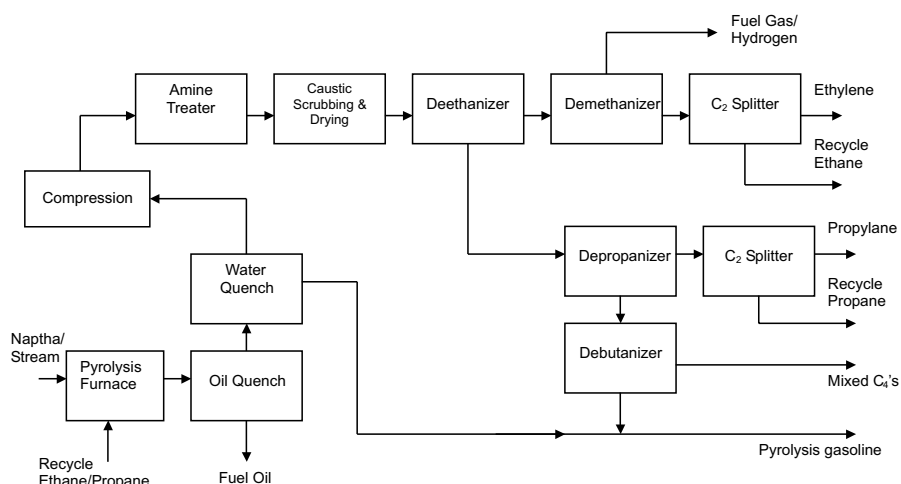 Fuel Gas/
Hydrogen
Amine
Treater
Caustic
Scrubbing &
Drying
Deethanizer
Demethanizer
C₂ Splitter
Ethylene
Recycle
Ethane
Compression
Propylane
Depropanizer
C₂ Splitter
Recycle
Propane
Water
Quench
Naptha/
Stream
Pyrolysis
Furnace
Oil Quench
Debutanizer
Mixed C₄'s
Pyrolysis gasoline
Recycle
Ethane/Propane
Fuel Oil